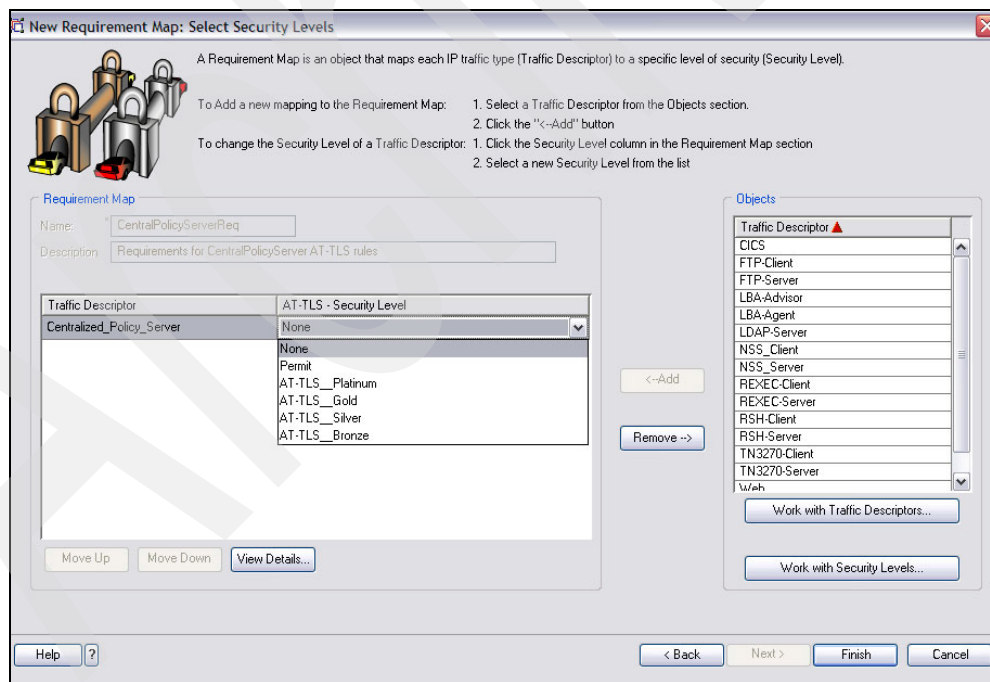 New Requirement Map: Select Security Levels
A Requirement Map is an object that maps each IP traffic type (Traffic Descriptor) to a specific level of security (Security Level).
To Add a new mapping to the Requirement Map: 1. Select a Traffic Descriptor from the Objects section.
2. Click the "<--Add" button
To change the Security Level of a Traffic Descriptor: 1. Click the Security Level column in the Requirement Map section
2. Select a new Security Level from the list
Requirement Map
Name: * CentralPolicyServerReq
Description Requirements for CentralPolicyServer AT-TLS rules
Traffic Descriptor AT-TLS - Security Level
Centralized_Policy_Server None
None
Permit
AT-TLS__Platinum
AT-TLS__Gold
AT-TLS__Silver
AT-TLS__Bronze
Move Up Move Down View Details...
<--Add
Remove -->
Objects
Traffic Descriptor
CICS
FTP-Client
FTP-Server
LBA-Advisor
LBA-Agent
LDAP-Server
NSS_Client
NSS_Server
REXEC-Client
REXEC-Server
RSH-Client
RSH-Server
TN3270-Client
TN3270-Server
Web
Work with Traffic Descriptors...
Work with Security Levels...
Help ? < Back Next > Finish Cancel